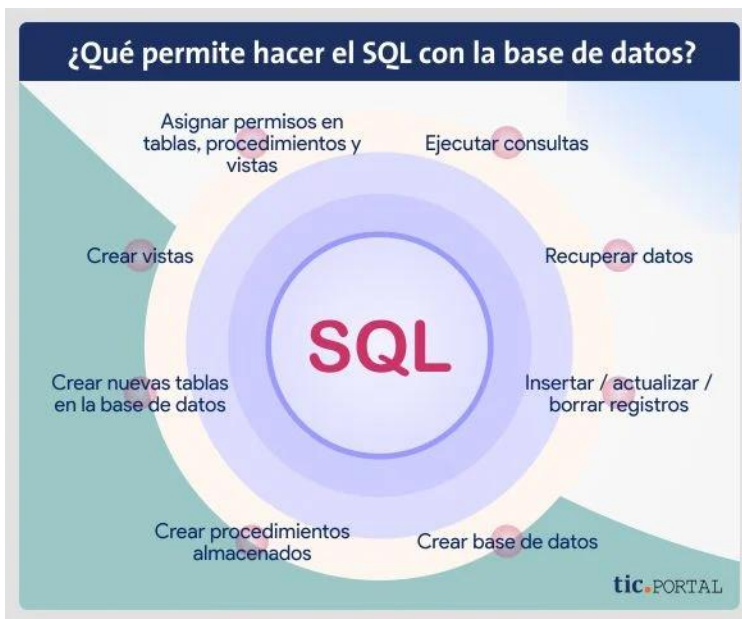 ¿Qué permite hacer el SQL con la base de datos?
Asignar permisos en
tablas, procedimientos y
vistas
Ejecutar consultas
Crear vistas
Recuperar datos
SQL
Crear nuevas tablas
en la base de datos
Insertar / actualizar /
borrar registros
Crear procedimientos
almacenados
Crear base de datos
tic.PORTAL